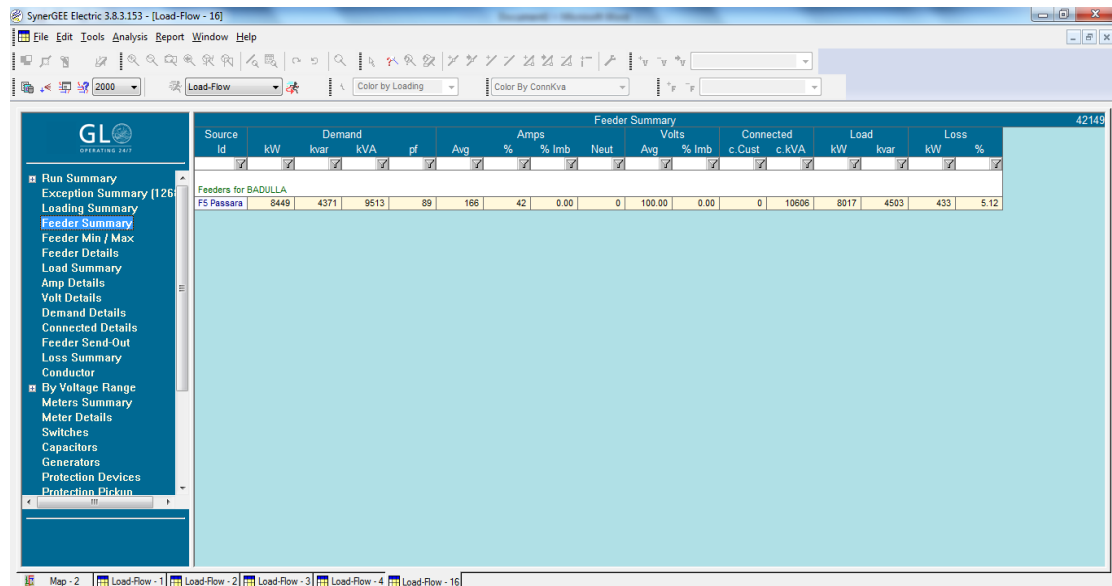 SynerGEE Electric 3.8.3.153 - [Load-Flow - 16]
File Edit Tools Analysis Report Window Help
2000 Load-Flow Color by Loading Color By ConnKva
GL
OPERATING 24/7
Run Summary
Exception Summary (126
Loading Summary
Feeder Summary
Feeder Min / Max
Feeder Details
Load Summary
Amp Details
Volt Details
Demand Details
Connected Details
Feeder Send-Out
Loss Summary
Conductor
By Voltage Range
Meters Summary
Meter Details
Switches
Capacitors
Generators
Protection Devices
Protection Pickup
Feeder Summary 42149
Source Demand Amps Volts Connected Load Loss
Id kW kvar kVA pf Avg % % Imb Neut Avg % Imb c.Cust c.kVA kW kvar kW %
Feeders for BADULLA
F5 Passara 8449 4371 9513 89 166 42 0.00 0 100.00 0.00 0 10606 8017 4503 433 5.12
Map - 2 Load-Flow - 1 Load-Flow - 2 Load-Flow - 3 Load-Flow - 4 Load-Flow - 16